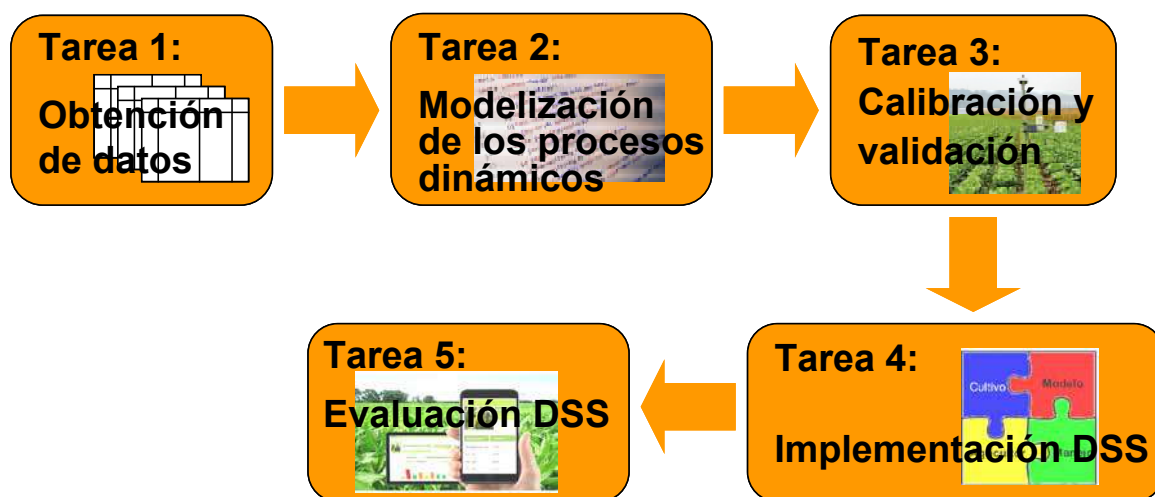 Tarea 1:
Obtención
de datos
Tarea 2:
Modelización
de los procesos
dinámicos
Tarea 3:
Calibración y
validación
Tarea 4:
Cultivo
Modelo
Implementación DSS
Tarea 5:
Evaluación DSS